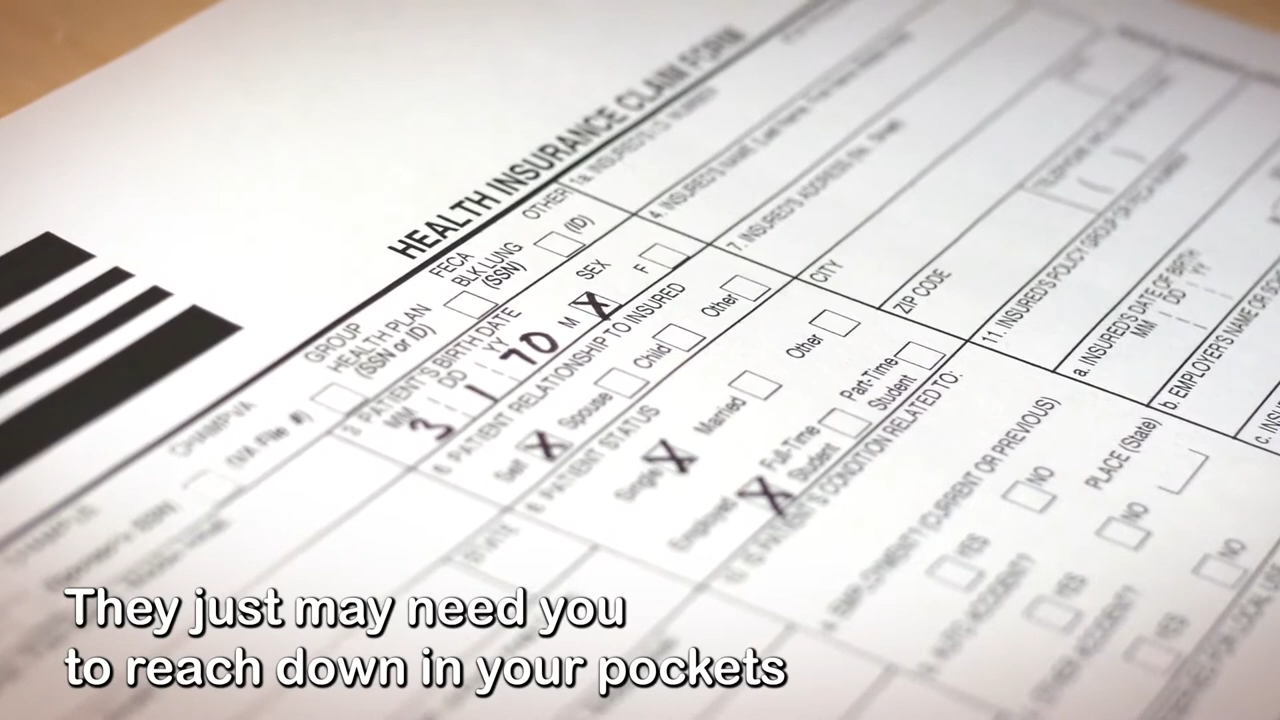 HEALTH INSURANCE CLAIM FORM
GROUP
HEALTH PLAN
(SSN or ID)
FECA
BLK LUNG
(SSN)
OTHER
(ID)
1a. INSURED'S I.D. NUMBER
CHAMPVA
(VA File #)
3. PATIENT'S BIRTH DATE
MM DD YY
3 1 70
SEX
M X F
4. INSURED'S NAME
6. PATIENT RELATIONSHIP TO INSURED
Self X Spouse Child Other
7. INSURED'S ADDRESS (No., Street)
8. PATIENT STATUS
Single X Married Other
Employed X Full-Time
Student
Part-Time
Student
CITY
ZIP CODE
STATE
10. IS PATIENT'S CONDITION RELATED TO:
a. EMPLOYMENT? (CURRENT OR PREVIOUS)
YES NO
b. AUTO ACCIDENT?
PLACE (State)
YES NO
c. OTHER ACCIDENT?
YES NO
11. INSURED'S POLICY GROUP OR FECA NUMBER
a. INSURED'S DATE OF BIRTH
MM DD YY
b. EMPLOYER'S NAME OR
They just may need you
to reach down in your pockets